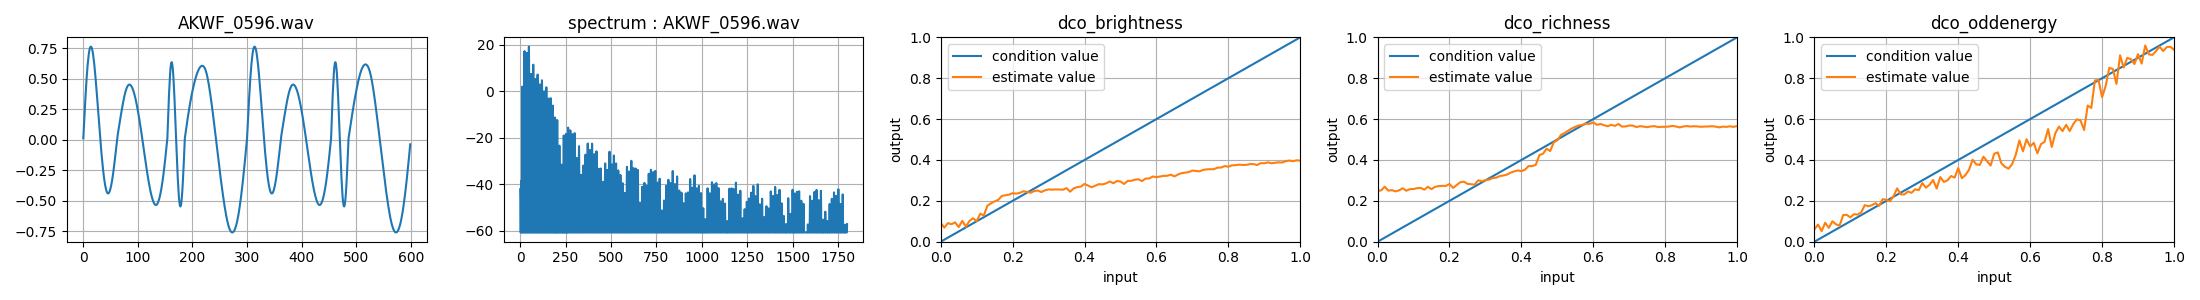 AKWF_0596.wav
0.75
0.50
0.25
0.00
−0.25
−0.50
−0.75
0 100 200 300 400 500 600
spectrum : AKWF_0596.wav
20
0
−20
−40
−60
0 250 500 750 1000 1250 1500 1750
dco_brightness
condition value
estimate value
output
1.0
0.8
0.6
0.4
0.2
0.0
0.0 0.2 0.4 0.6 0.8 1.0
input
dco_richness
condition value
estimate value
output
1.0
0.8
0.6
0.4
0.2
0.0
0.0 0.2 0.4 0.6 0.8 1.0
input
dco_oddenergy
condition value
estimate value
output
1.0
0.8
0.6
0.4
0.2
0.0
0.0 0.2 0.4 0.6 0.8 1.0
input